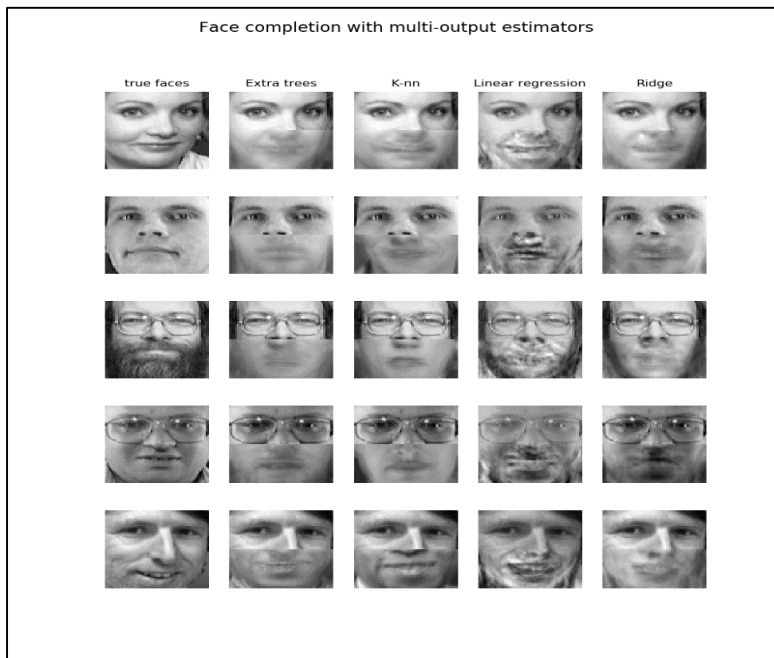 Face completion with multi-output estimators
true faces Extra trees K-nn Linear regression Ridge